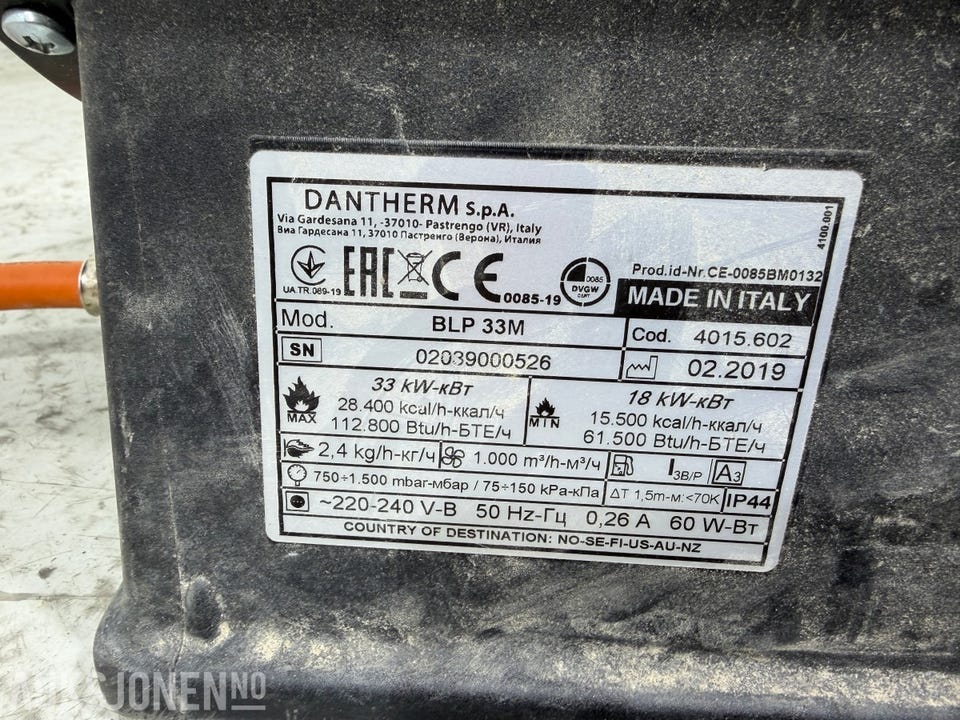 DANTHERM S.p.A.
Via Gardesana 11, -37010- Pastrengo (VR), Italy
Виа Гардесана 11, 37010 Пастренго (Верона), Италия
4100.001
UA.TR.089-19
EAC
CE
0085-19
0085
DVGW
CERT
Prod.id-Nr.CE-0085BM0132
MADE IN ITALY
Mod. BLP 33M
Cod. 4015.602
SN 02039000526
02.2019
MAX
33 kW-кВт
28.400 kcal/h-ккал/ч
112.800 Btu/h-БТЕ/ч
MIN
18 kW-кВт
15.500 kcal/h-ккал/ч
61.500 Btu/h-БТЕ/ч
2,4 kg/h-кг/ч
1.000 m³/h-м³/ч
I3B/P
A3
750÷1.500 mbar-мбар / 75÷150 kPa-кПа
ΔT 1,5m-м:<70K
IP44
~220-240 V-В 50 Hz-Гц 0,26 A 60 W-Вт
COUNTRY OF DESTINATION: NO-SE-FI-US-AU-NZ
AUKSJONEN.NO